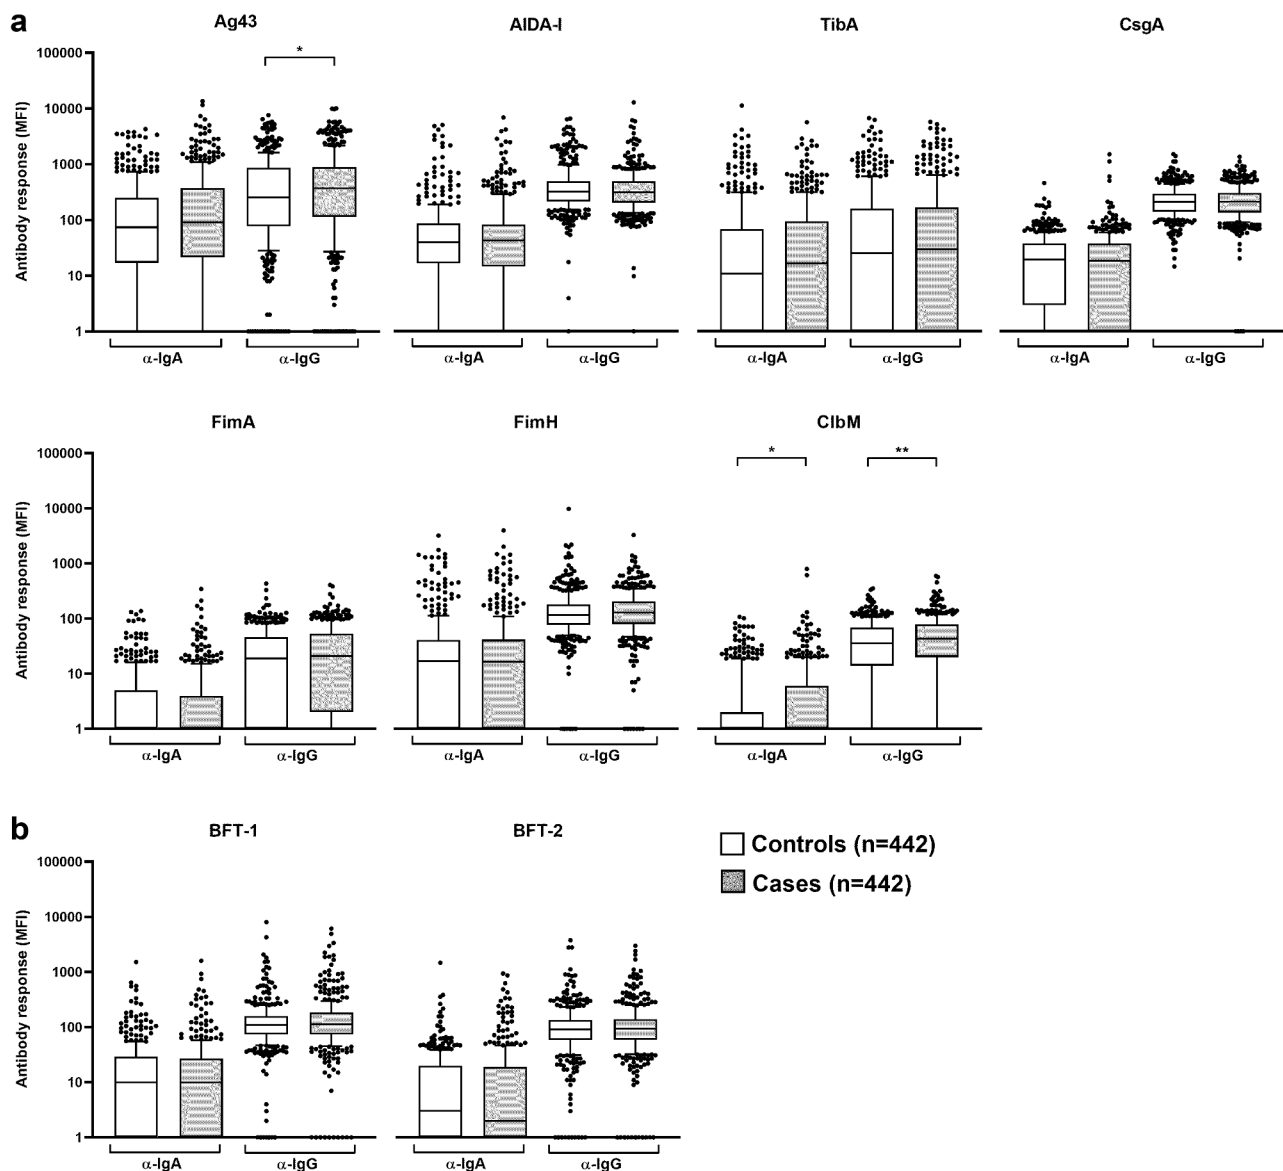 a
Ag43 AIDA-I TibA CsgA
Antibody response (MFI)
100000
10000
1000
100
10
1
*
α-IgA α-IgG α-IgA α-IgG α-IgA α-IgG α-IgA α-IgG
FimA FimH ClbM
Antibody response (MFI)
100000
10000
1000
100
10
1
* **
α-IgA α-IgG α-IgA α-IgG α-IgA α-IgG
b
BFT-1 BFT-2
Antibody response (MFI)
100000
10000
1000
100
10
1
α-IgA α-IgG α-IgA α-IgG
Controls (n=442)
Cases (n=442)